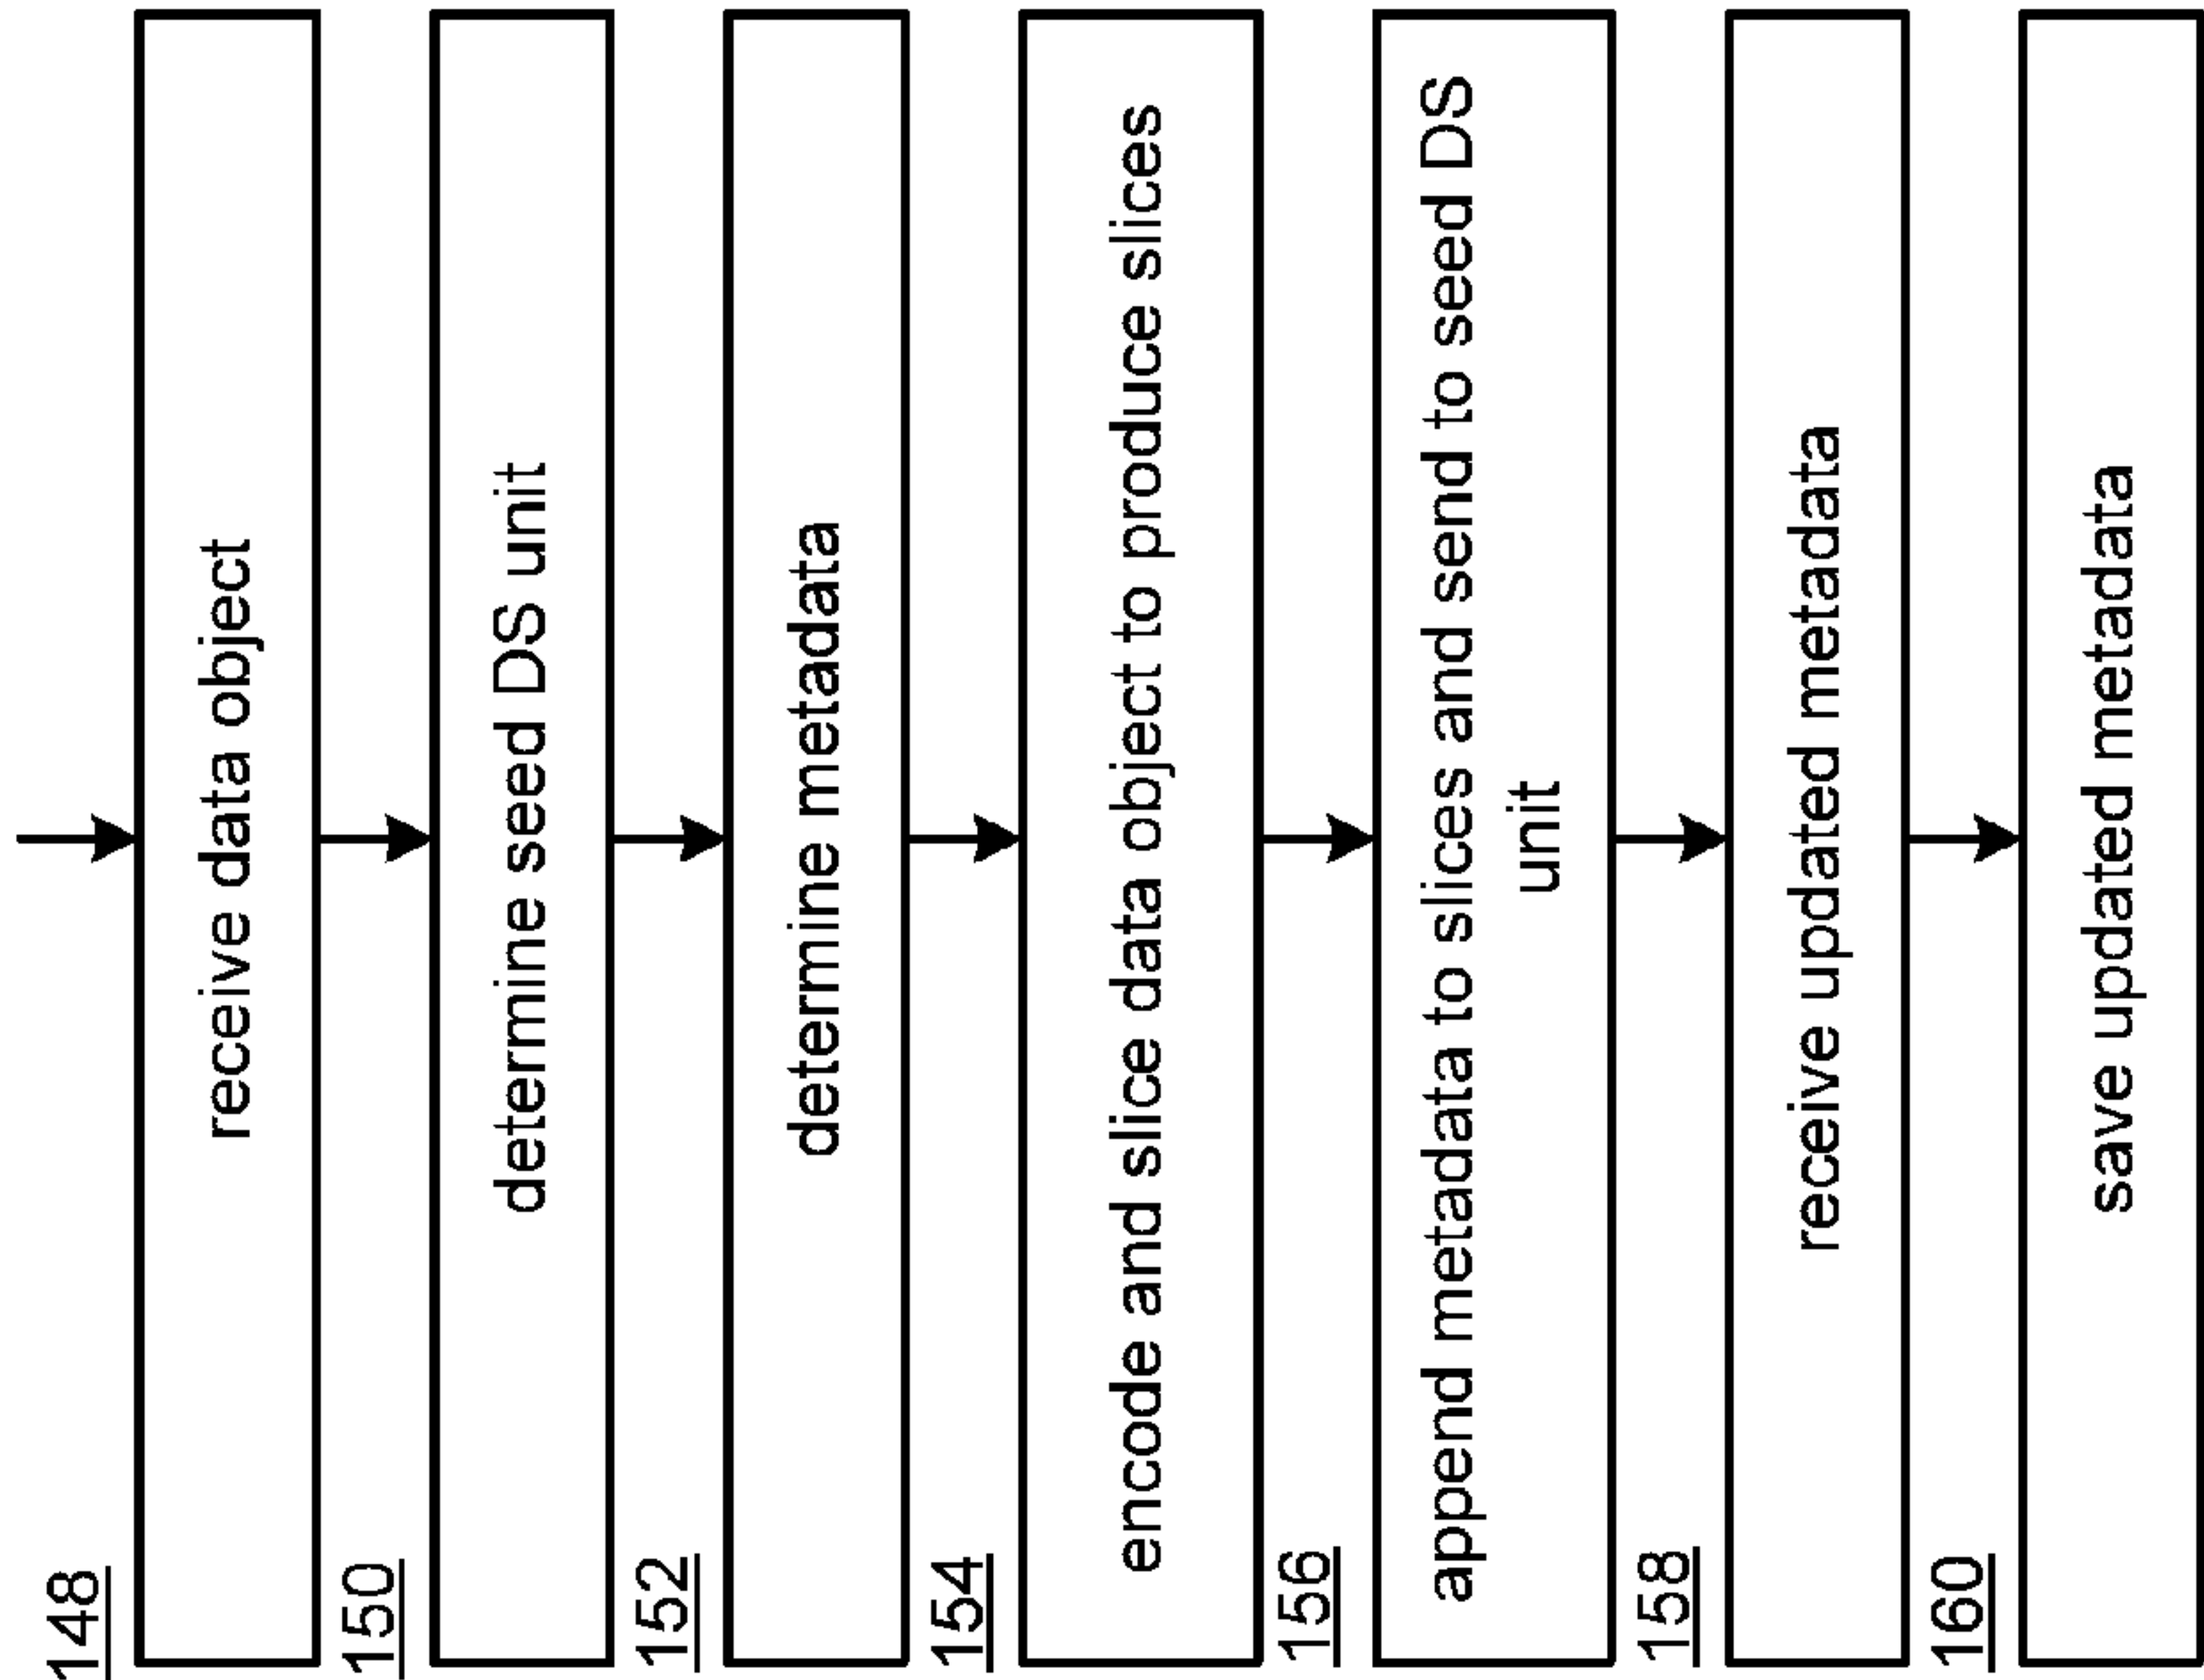 148
receive data object
150
determine seed DS unit
152
determine metadata
154
encode and slice data object to produce slices
156
append metadata to slices and send to seed DS
unit
158
receive updated metadata
160
save updated metadata